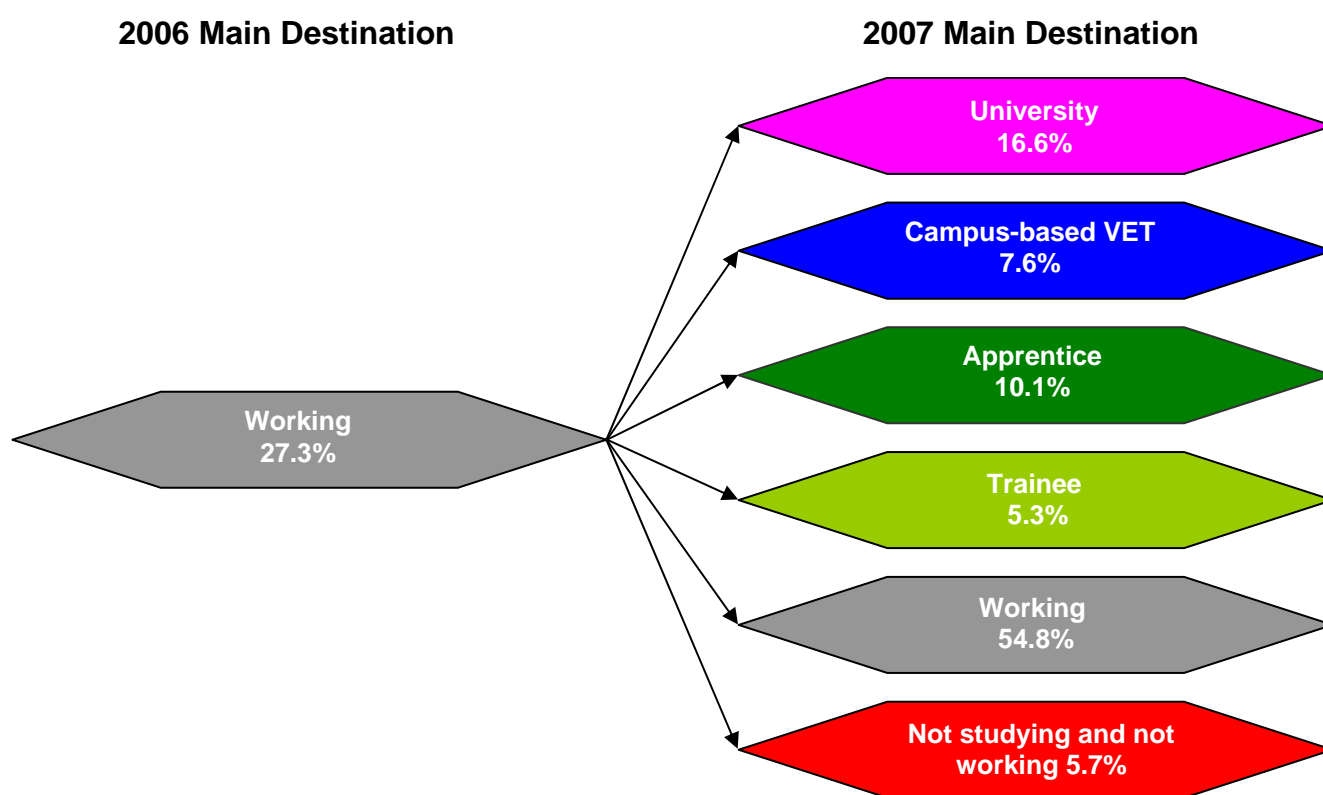 2006 Main Destination
2007 Main Destination
University
16.6%
Campus-based VET
7.6%
Apprentice
10.1%
Working
27.3%
Trainee
5.3%
Working
54.8%
Not studying and not
working 5.7%